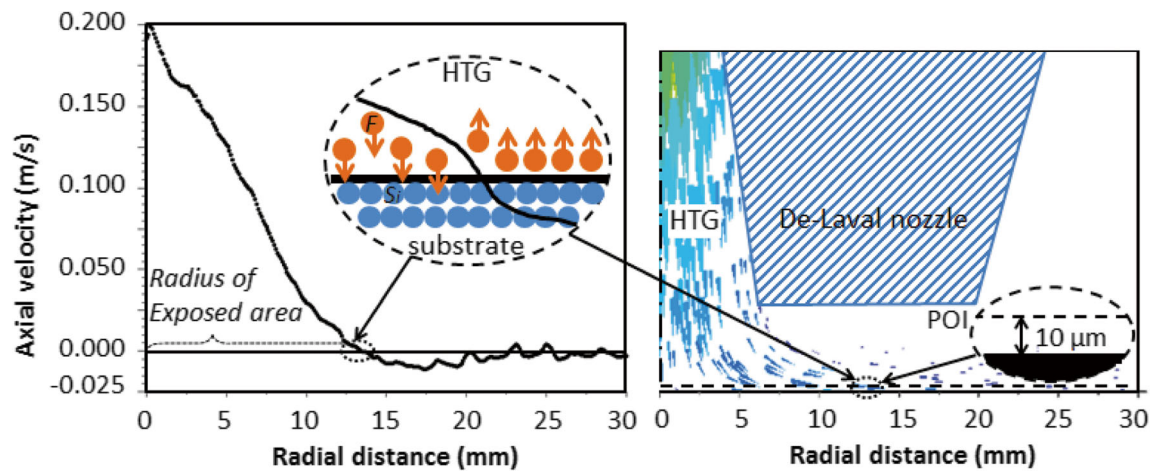 0.200
0.150
0.100
0.050
0.000
-0.025
Axial velocity (m/s)
HTG
F
Si
substrate
Radius of
Exposed area
0 5 10 15 20 25 30
Radial distance (mm)
HTG
De-Laval nozzle
POI
10 µm
0 5 10 15 20 25 30
Radial distance (mm)